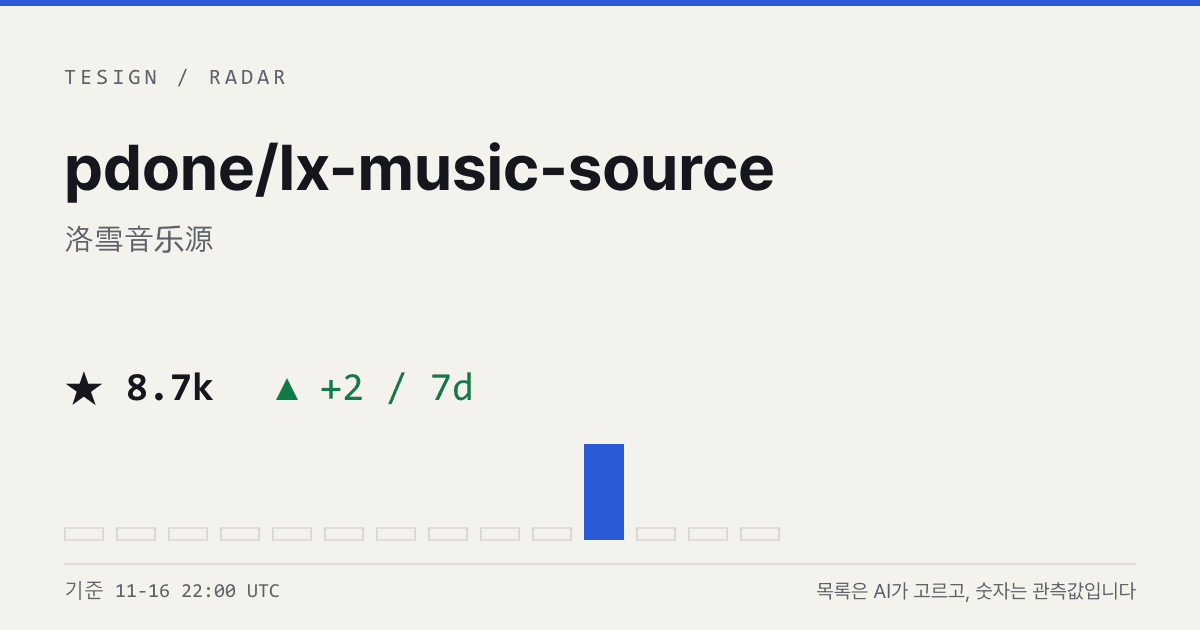 TESIGN / RADAR
pdone/lx-music-source
洛雪音乐源
★ 8.7k ▲ +2 / 7d
기준 11-16 22:00 UTC
목록은 AI가 고르고, 숫자는 관측값입니다